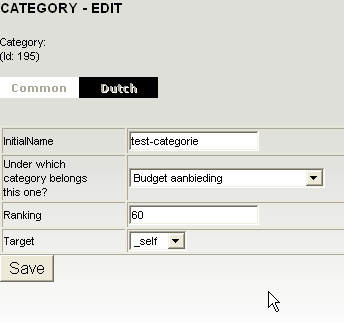 CATEGORY - EDIT
Category:
(Id: 195)
Common Dutch
InitialName test-categorie
Under which
category belongs
this one?
Budget aanbieding
Ranking 60
Target _self
Save